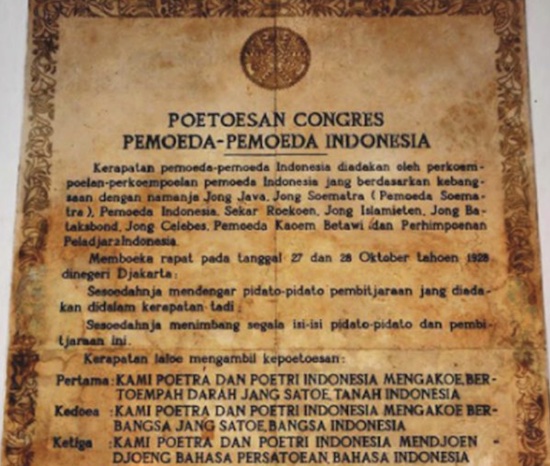 POETOESAN CONGRES
PEMOEDA-PEMOEDA INDONESIA
Kerapatan pemoeda-pemoeda Indonesia diadakan oleh perkoem-
poelan-perkoempoelan pemoeda Indonesia jang berdasarkan kebang-
saan dengan namanja Jong Java, Jong Soematra (Pemoeda Soema-
tra), Pemoeda Indonesia, Sekar Roekoen, Jong Islamieten, Jong Ba-
taksbond, Jong Celebes, Pemoeda Kaoem Betawi dan Perhimpoenan
PeladjarzIndonesia.
Memboeka rapat pada tanggal 27 dan 28 Oktober tahoen 1928
dinegeri Djakarta:
Sesoedahnja mendengar pidato-pidato pembitjaraan jang diada-
kan didalam kerapatan tadi.
Sesoedahnja menimbang segala isi-isi pidato-pidato dan pembi-
tjaraan ini.
Kerapatan laloe mengambil kepoetoesan:
Pertama : KAMI POETRA DAN POETRI INDONESIA MENGAKOE, BER-
TOEMPAH DARAH JANG SATOE, TANAH INDONESIA
Kedoea : KAMI POETRA DAN POETRI INDONESIA MENGAKOE BER-
BANGSA JANG SATOE, BANGSA INDONESIA
Ketiga : KAMI POETRA DAN POETRI INDONESIA MENDJOEN-
DJOENG BAHASA PERSATOEAN, BAHASA INDONESIA